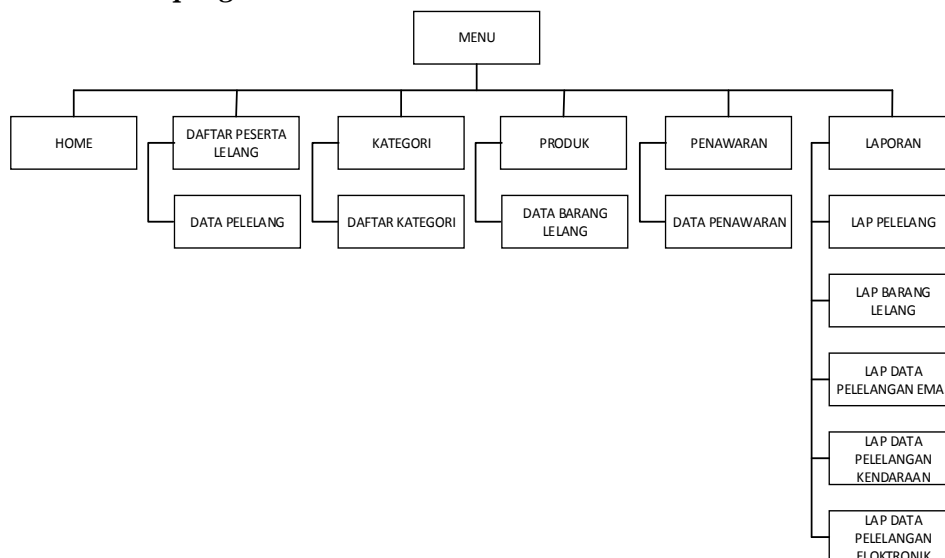 MENU
HOME
DAFTAR PESERTA
LELANG
KATEGORI
PRODUK
PENAWARAN
LAPORAN
DATA PELELANG
DAFTAR KATEGORI
DATA BARANG
LELANG
DATA PENAWARAN
LAP PELELANG
LAP BARANG
LELANG
LAP DATA
PELELANGAN EMA
LAP DATA
PELELANGAN
KENDARAAN
LAP DATA
PELELANGAN
ELOKTRONIK